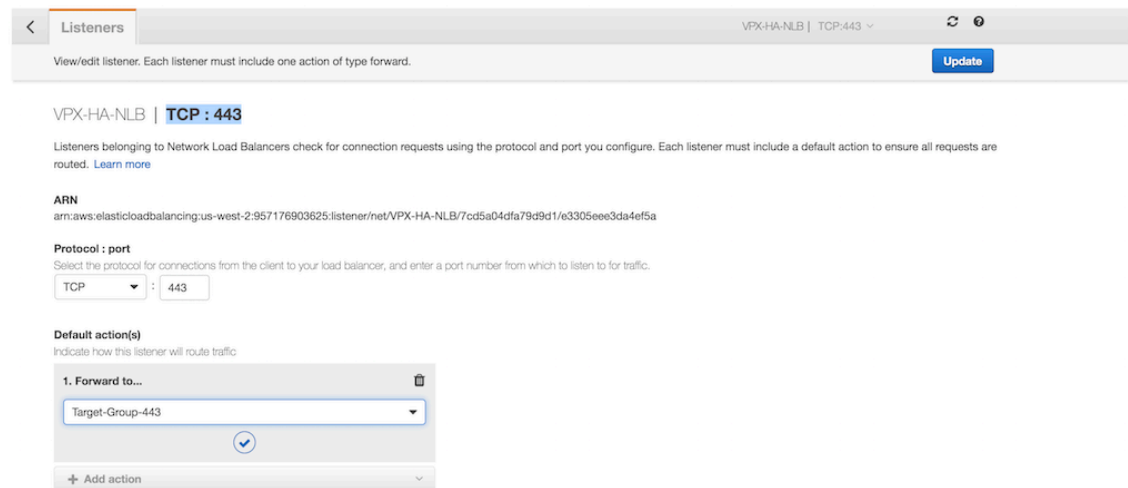 Listeners
VPX-HA-NLB | TCP:443
View/edit listener. Each listener must include one action of type forward.
Update
VPX-HA-NLB | TCP : 443
Listeners belonging to Network Load Balancers check for connection requests using the protocol and port you configure. Each listener must include a default action to ensure all requests are
routed. Learn more
ARN
arn:aws:elasticloadbalancing:us-west-2:957176903625:listener/net/VPX-HA-NLB/7cd5a04dfa79d9d1/e3305eee3da4ef5a
Protocol : port
Select the protocol for connections from the client to your load balancer, and enter a port number from which to listen to for traffic.
TCP : 443
Default action(s)
Indicate how this listener will route traffic
1. Forward to...
Target-Group-443
Add action